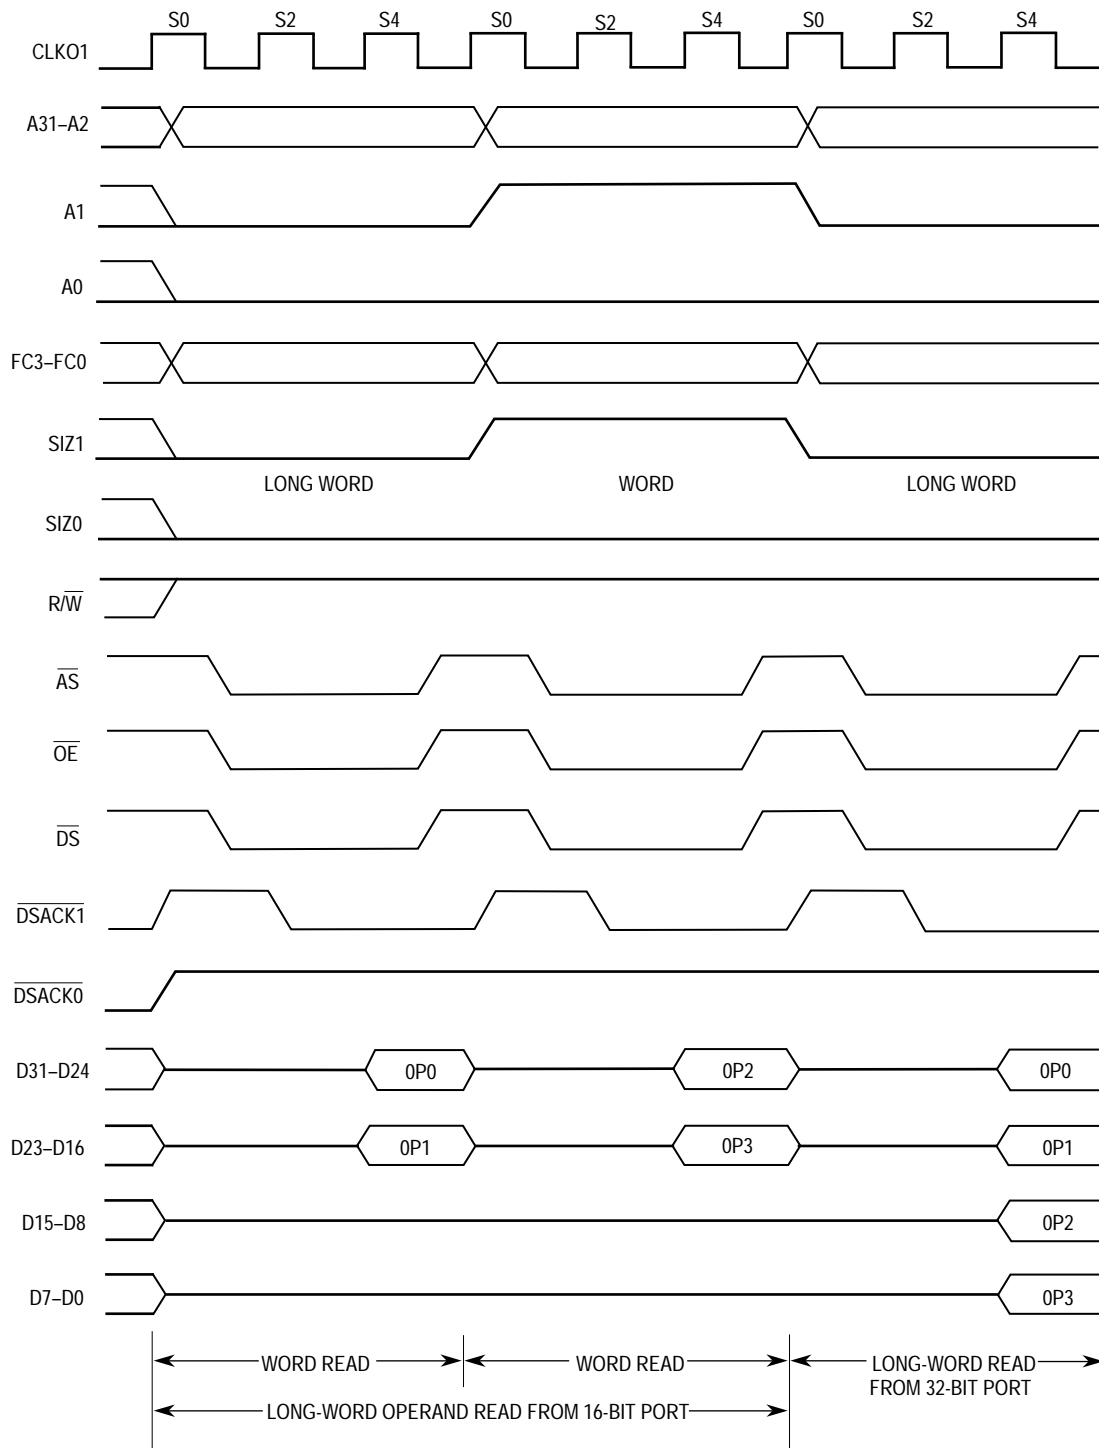 S0 S2 S4 S0 S2 S4 S0 S2 S4
CLKO1
A31–A2
A1
A0
FC3–FC0
SIZ1
LONG WORD WORD LONG WORD
SIZ0
R/W
AS
OE
DS
DSACK1
DSACK0
D31–D24 0P0 0P2 0P0
D23–D16 0P1 0P3 0P1
D15–D8 0P2
D7–D0 0P3
WORD READ WORD READ LONG-WORD READ
FROM 32-BIT PORT
LONG-WORD OPERAND READ FROM 16-BIT PORT